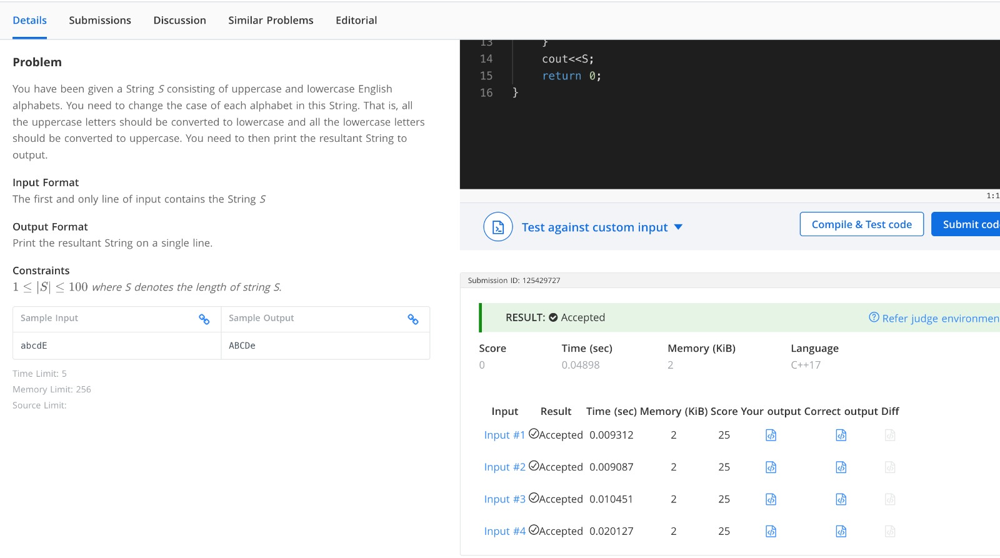 Details Submissions Discussion Similar Problems Editorial
Problem
You have been given a String S consisting of uppercase and lowercase English
alphabets. You need to change the case of each alphabet in this String. That is, all
the uppercase letters should be converted to lowercase and all the lowercase letters
should be converted to uppercase. You need to then print the resultant String to
output.
Input Format
The first and only line of input contains the String S
Output Format
Print the resultant String on a single line.
Constraints
1 ≤ |S| ≤ 100 where S denotes the length of string S.
Sample Input Sample Output
abcdE ABCDe
Time Limit: 5
Memory Limit: 256
Source Limit:
13 }
14 cout<<S;
15 return 0;
16 }
1:1
Test against custom input Compile & Test code Submit cod
Submission ID: 125429727
RESULT: Accepted Refer judge environmen
Score Time (sec) Memory (KiB) Language
0 0.04898 2 C++17
Input Result Time (sec) Memory (KiB) Score Your output Correct output Diff
Input #1 Accepted 0.009312 2 25
Input #2 Accepted 0.009087 2 25
Input #3 Accepted 0.010451 2 25
Input #4 Accepted 0.020127 2 25